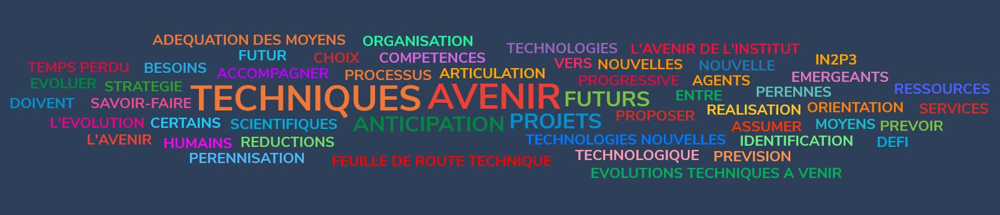 ADEQUATION DES MOYENS
ORGANISATION
TECHNOLOGIES
L'AVENIR DE L'INSTITUT
FUTUR
CHOIX
COMPETENCES
VERS
NOUVELLES
NOUVELLE
IN2P3
TEMPS PERDU
BESOINS
ACCOMPAGNER
PROCESSUS
ARTICULATION
PROGRESSIVE
AGENTS
EMERGEANTS
EVOLUER
STRATEGIE
TECHNIQUES
AVENIR
FUTURS
ENTRE
PERENNES
RESSOURCES
DOIVENT
SAVOIR-FAIRE
REALISATION
ORIENTATION
SERVICES
L'EVOLUTION
CERTAINS
SCIENTIFIQUES
ANTICIPATION
PROJETS
PROPOSER
ASSUMER
MOYENS
PREVOIR
L'AVENIR
HUMAINS
REDUCTIONS
TECHNOLOGIES NOUVELLES
IDENTIFICATION
DEFI
PERENNISATION
FEUILLE DE ROUTE TECHNIQUE
TECHNOLOGIQUE
PREVISION
EVOLUTIONS TECHNIQUES A VENIR